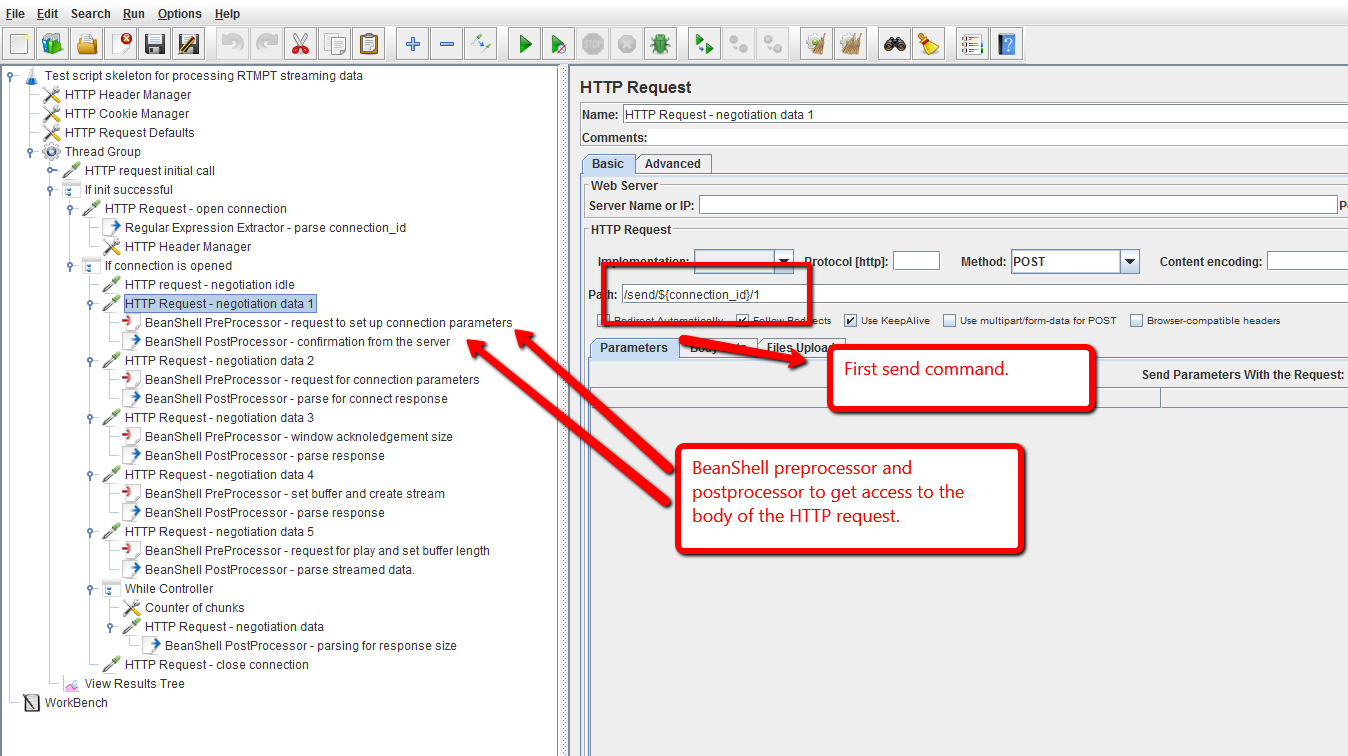 File Edit Search Run Options Help
STOP
Test script skeleton for processing RTMPT streaming data
HTTP Header Manager
HTTP Cookie Manager
HTTP Request Defaults
Thread Group
HTTP request initial call
If init successful
HTTP Request - open connection
Regular Expression Extractor - parse connection_id
HTTP Header Manager
If connection is opened
HTTP request - negotiation idle
HTTP Request - negotiation data 1
BeanShell PreProcessor - request to set up connection parameters
BeanShell PostProcessor - confirmation from the server
HTTP Request - negotiation data 2
BeanShell PreProcessor - request for connection parameters
BeanShell PostProcessor - parse for connect response
HTTP Request - negotiation data 3
BeanShell PreProcessor - window acknoledgement size
BeanShell PostProcessor - parse response
HTTP Request - negotiation data 4
BeanShell PreProcessor - set buffer and create stream
BeanShell PostProcessor - parse response
HTTP Request - negotiation data 5
BeanShell PreProcessor - request for play and set buffer length
BeanShell PostProcessor - parse streamed data.
While Controller
Counter of chunks
HTTP Request - negotiation data
BeanShell PostProcessor - parsing for response size
HTTP Request - close connection
View Results Tree
WorkBench
HTTP Request
Name: HTTP Request - negotiation data 1
Comments:
Basic Advanced
Web Server
Server Name or IP:
HTTP Request
Implementation: Protocol [http]: Method: POST Content encoding:
Path: /send/${connection_id}/1
Redirect Automatically Follow Redirects Use KeepAlive Use multipart/form-data for POST Browser-compatible headers
Parameters Files Upload
Send Parameters With the Request:
First send command.
BeanShell preprocessor and
postprocessor to get access to the
body of the HTTP request.